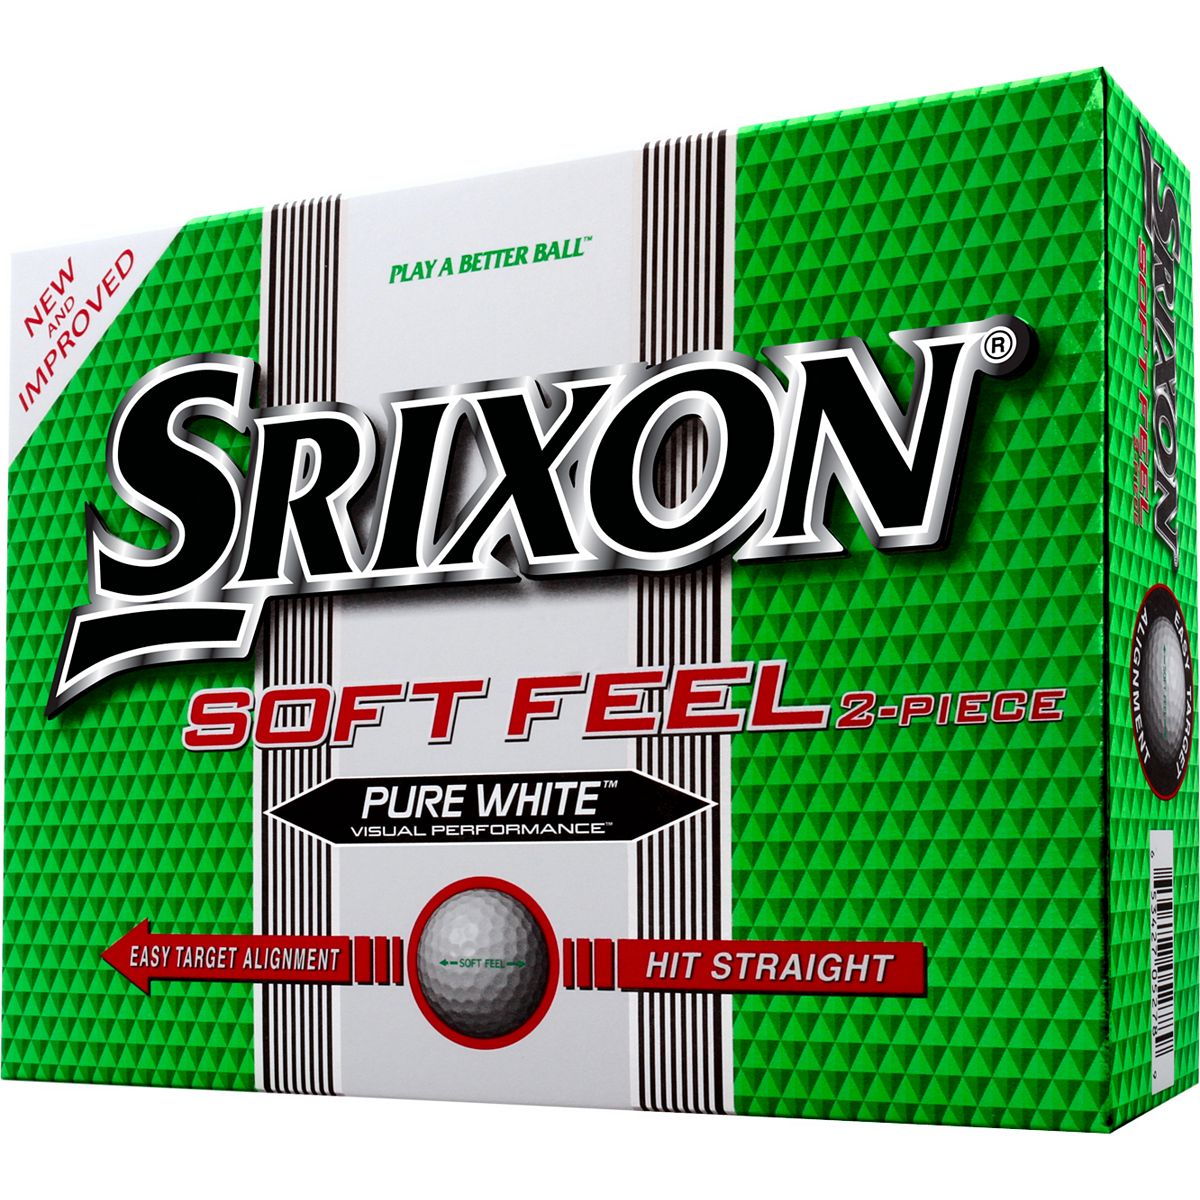 NEW
AND
IMPROVED
PLAY A BETTER BALL™
SRIXON®
SOFT FEEL 2-PIECE
PURE WHITE™
VISUAL PERFORMANCE™
EASY TARGET ALIGNMENT
SOFT FEEL
HIT STRAIGHT
SRIXON
SOFT FEEL
EASY TARGET
ALIGNMENT